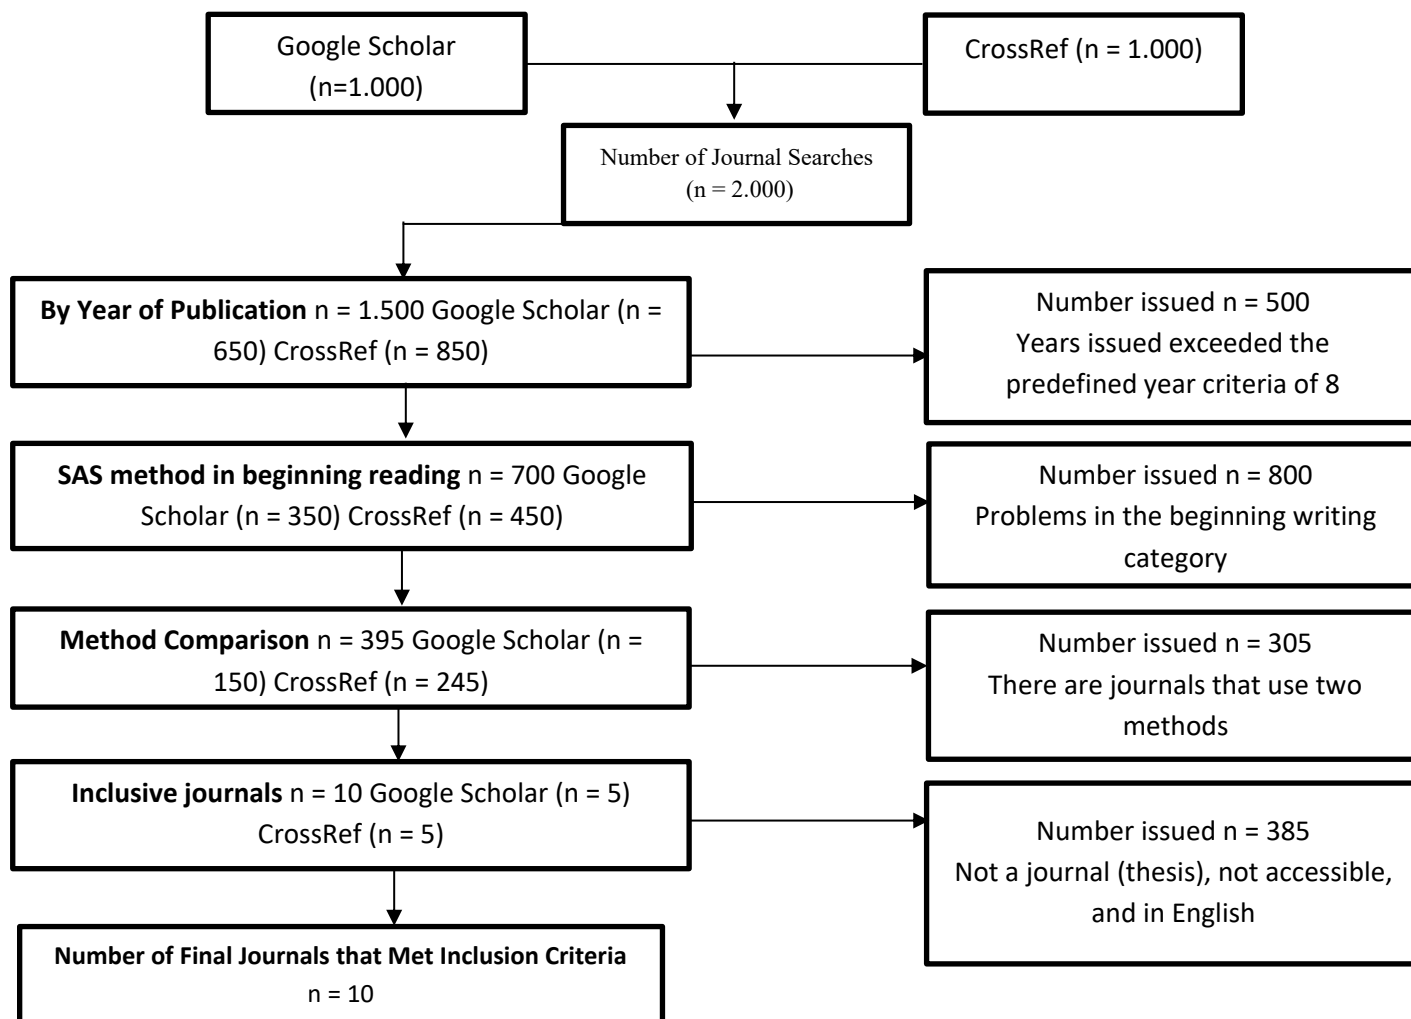 Google Scholar
(n=1.000)
CrossRef (n = 1.000)
Number of Journal Searches
(n = 2.000)
By Year of Publication n = 1.500 Google Scholar (n =
650) CrossRef (n = 850)
Number issued n = 500
Years issued exceeded the
predefined year criteria of 8
SAS method in beginning reading n = 700 Google
Scholar (n = 350) CrossRef (n = 450)
Number issued n = 800
Problems in the beginning writing
category
Method Comparison n = 395 Google Scholar (n =
150) CrossRef (n = 245)
Number issued n = 305
There are journals that use two
methods
Inclusive journals n = 10 Google Scholar (n = 5)
CrossRef (n = 5)
Number issued n = 385
Not a journal (thesis), not accessible,
and in English
Number of Final Journals that Met Inclusion Criteria
n = 10